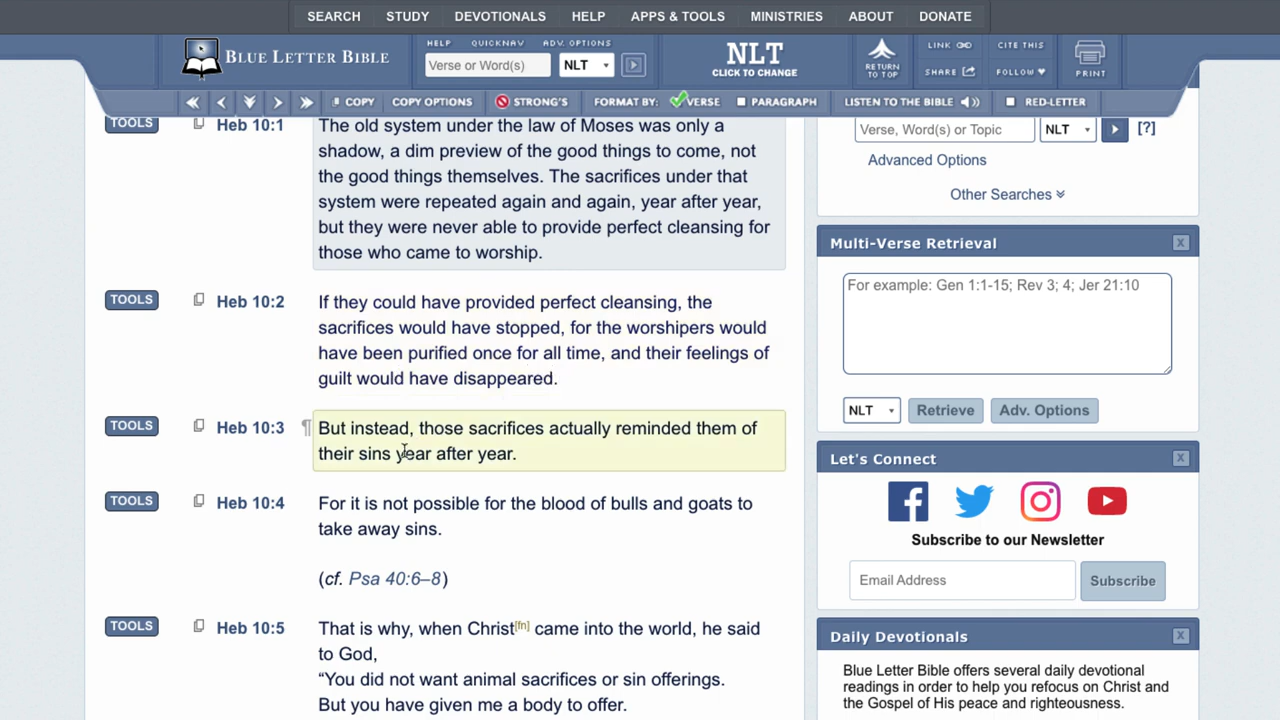 SEARCH STUDY DEVOTIONALS HELP APPS & TOOLS MINISTRIES ABOUT DONATE
BLUE LETTER BIBLE
HELP QUICKNAV ADV. OPTIONS
Verse or Word(s) NLT
NLT
CLICK TO CHANGE
RETURN
TO TOP
LINK CITE THIS
SHARE FOLLOW
PRINT
COPY COPY OPTIONS STRONG'S FORMAT BY: VERSE PARAGRAPH LISTEN TO THE BIBLE RED-LETTER
TOOLS Heb 10:1 The old system under the law of Moses was only a
shadow, a dim preview of the good things to come, not
the good things themselves. The sacrifices under that
system were repeated again and again, year after year,
but they were never able to provide perfect cleansing for
those who came to worship.
TOOLS Heb 10:2 If they could have provided perfect cleansing, the
sacrifices would have stopped, for the worshipers would
have been purified once for all time, and their feelings of
guilt would have disappeared.
TOOLS Heb 10:3 ¶ But instead, those sacrifices actually reminded them of
their sins year after year.
TOOLS Heb 10:4 For it is not possible for the blood of bulls and goats to
take away sins.
(cf. Psa 40:6–8)
TOOLS Heb 10:5 That is why, when Christ[fn] came into the world, he said
to God,
“You did not want animal sacrifices or sin offerings.
But you have given me a body to offer.
Verse, Word(s) or Topic NLT [?]
Advanced Options
Other Searches
Multi-Verse Retrieval X
For example: Gen 1:1-15; Rev 3; 4; Jer 21:10
NLT Retrieve Adv. Options
Let's Connect X
Subscribe to our Newsletter
Email Address Subscribe
Daily Devotionals X
Blue Letter Bible offers several daily devotional
readings in order to help you refocus on Christ and
the Gospel of His peace and righteousness.